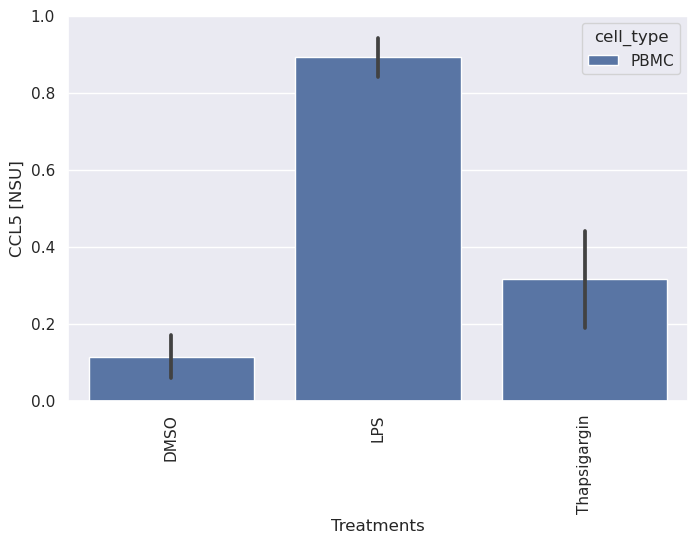 1.0
0.8
0.6
0.4
0.2
0.0
CCL5 [NSU]
cell_type
PBMC
DMSO
LPS
Thapsigargin
Treatments